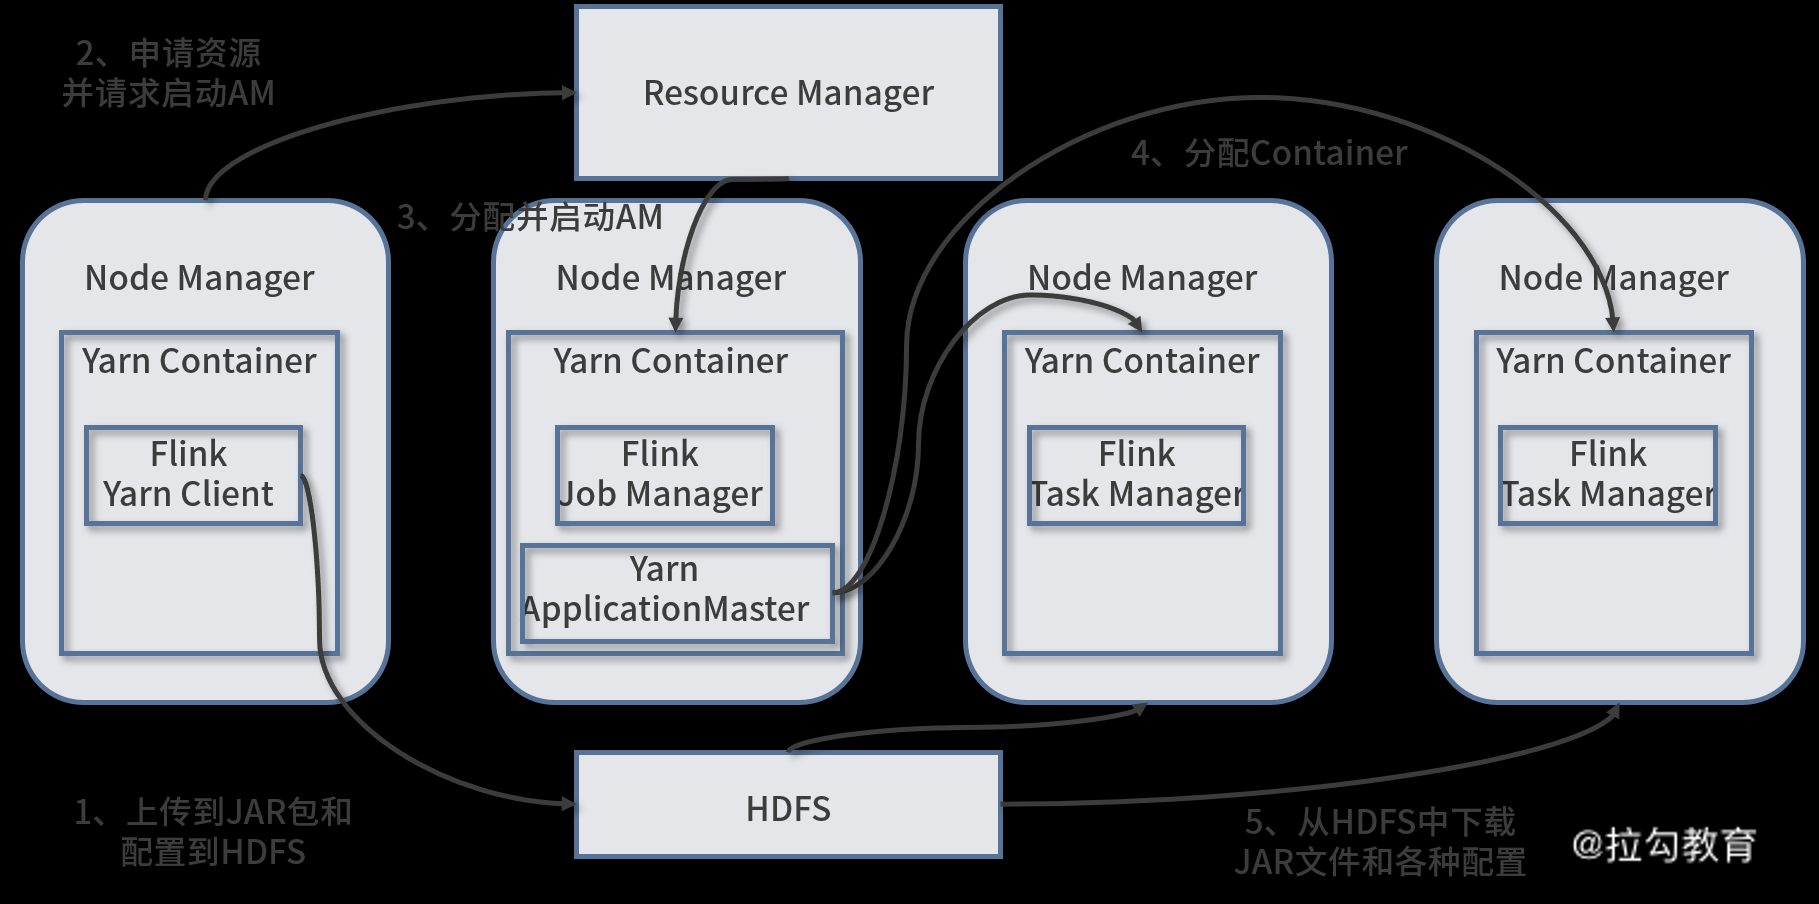 2、申请资源
并请求启动AM
Resource Manager
4、分配Container
3、分配并启动AM
Node Manager
Yarn Container
Flink
Yarn Client
Node Manager
Yarn Container
Flink
Job Manager
Yarn
ApplicationMaster
Node Manager
Yarn Container
Flink
Task Manager
Node Manager
Yarn Container
Flink
Task Manager
1、上传到JAR包和
配置到HDFS
HDFS
5、从HDFS中下载
JAR文件和各种配置
@拉勾教育